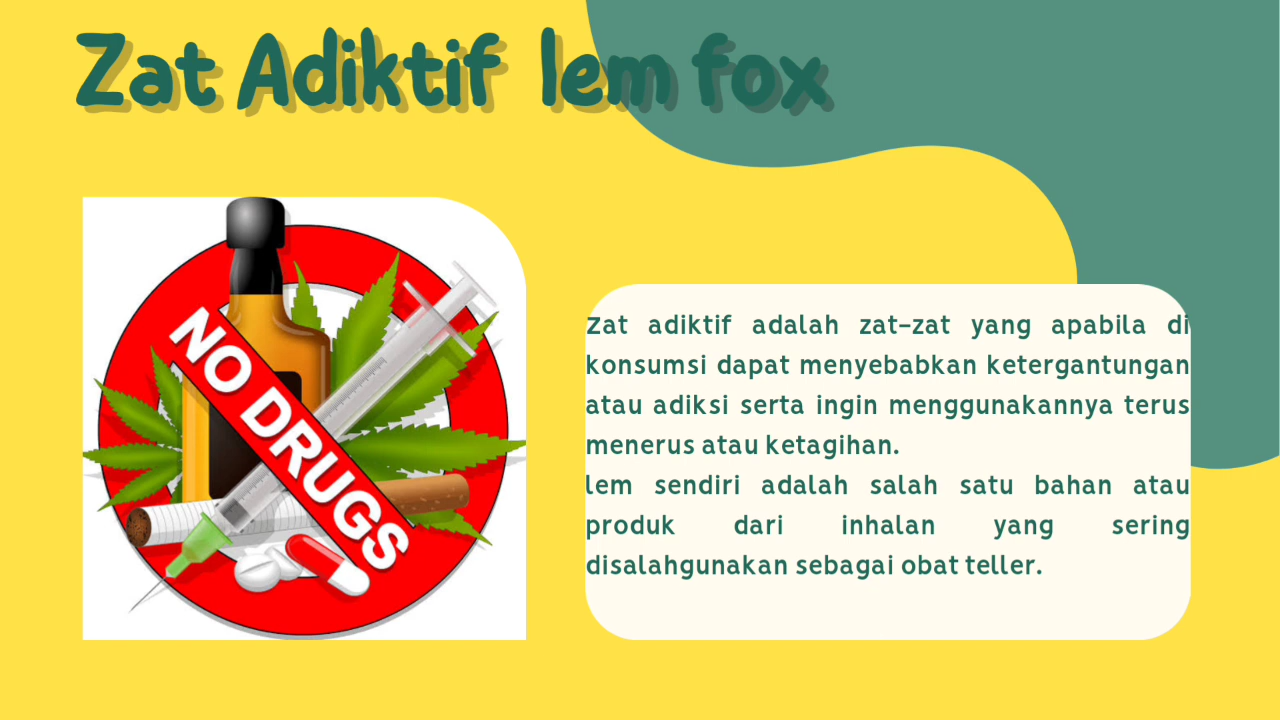 Zat Adiktif lem fox
NO DRUGS
Zat adiktif adalah zat-zat yang apabila di
konsumsi dapat menyebabkan ketergantungan
atau adiksi serta ingin menggunakannya terus
menerus atau ketagihan.
lem sendiri adalah salah satu bahan atau
produk dari inhalan yang sering
disalahgunakan sebagai obat teller.